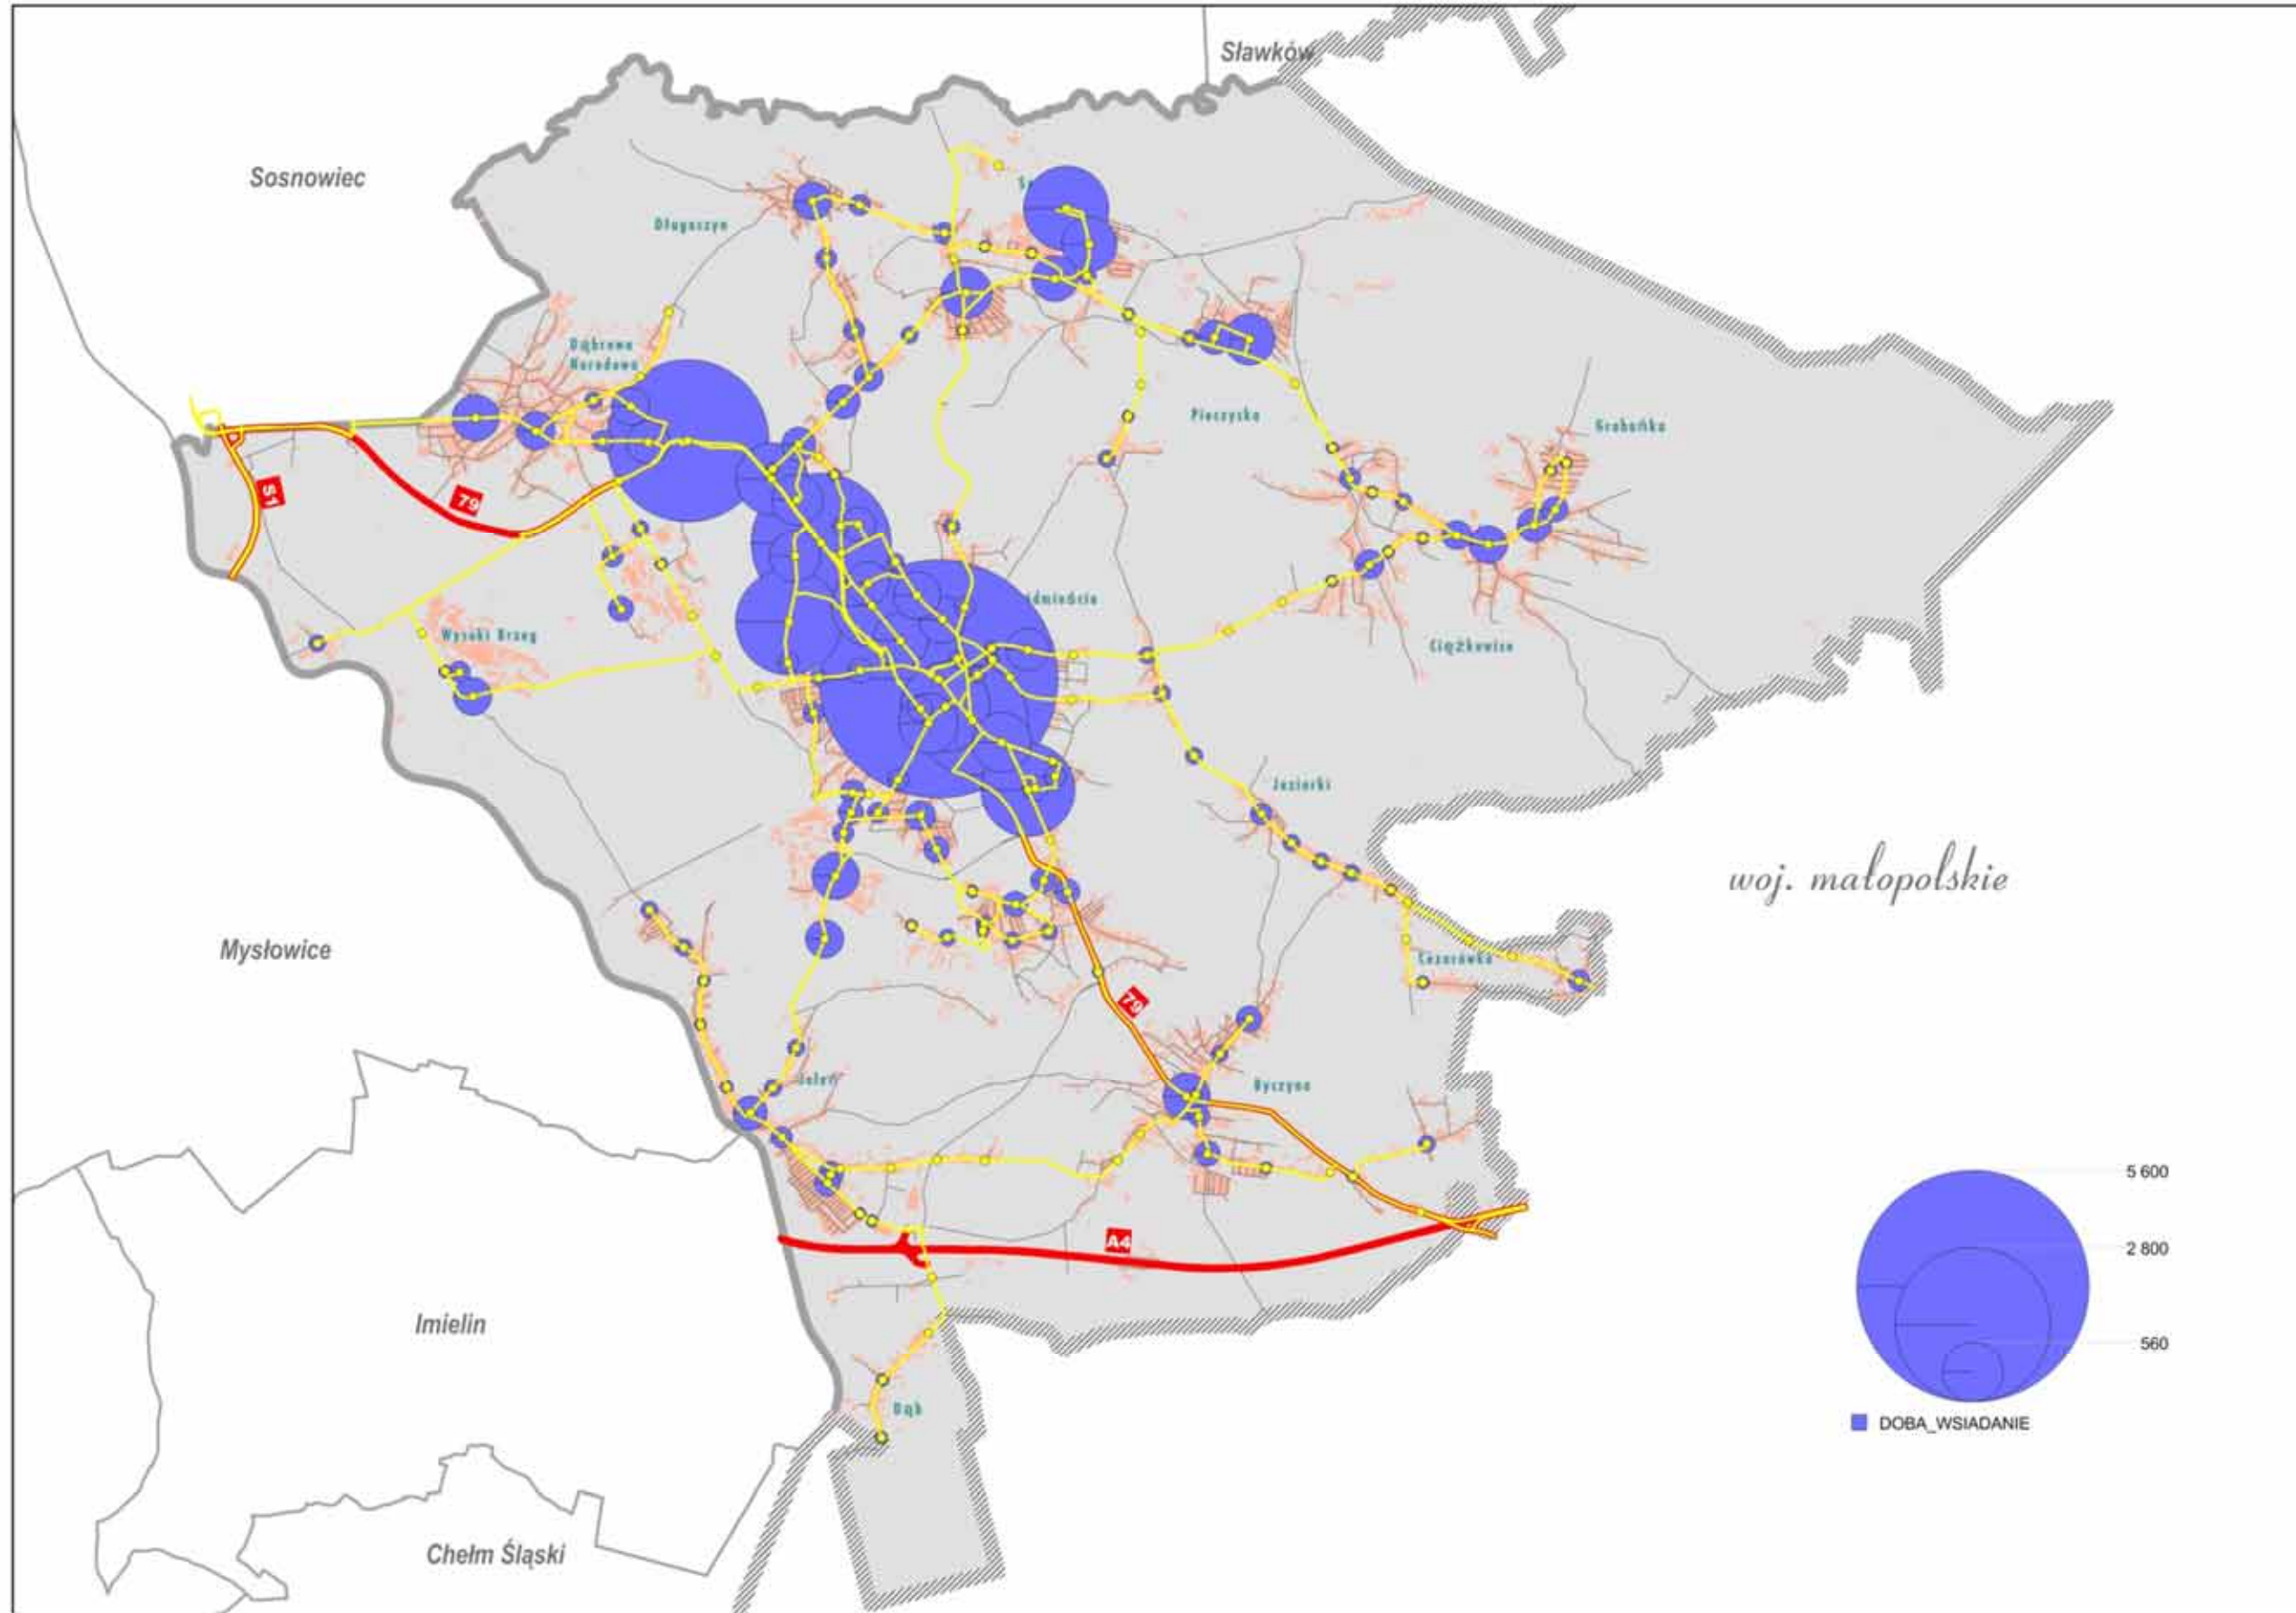 Sławków
Sosnowiec
Długoszyn
Dąbrowa
Narodowa
Pieczyska
Grabańka
S1
79
Wysoki Brzeg
Ciężkowice
Jeziorki
woj. małopolskie
Mysłowice
Cezarówka
79
Jeleń
Byczyna
5 600
A4
2 800
Imielin
560
Dąb
DOBA_WSIADANIE
Chełm Śląski